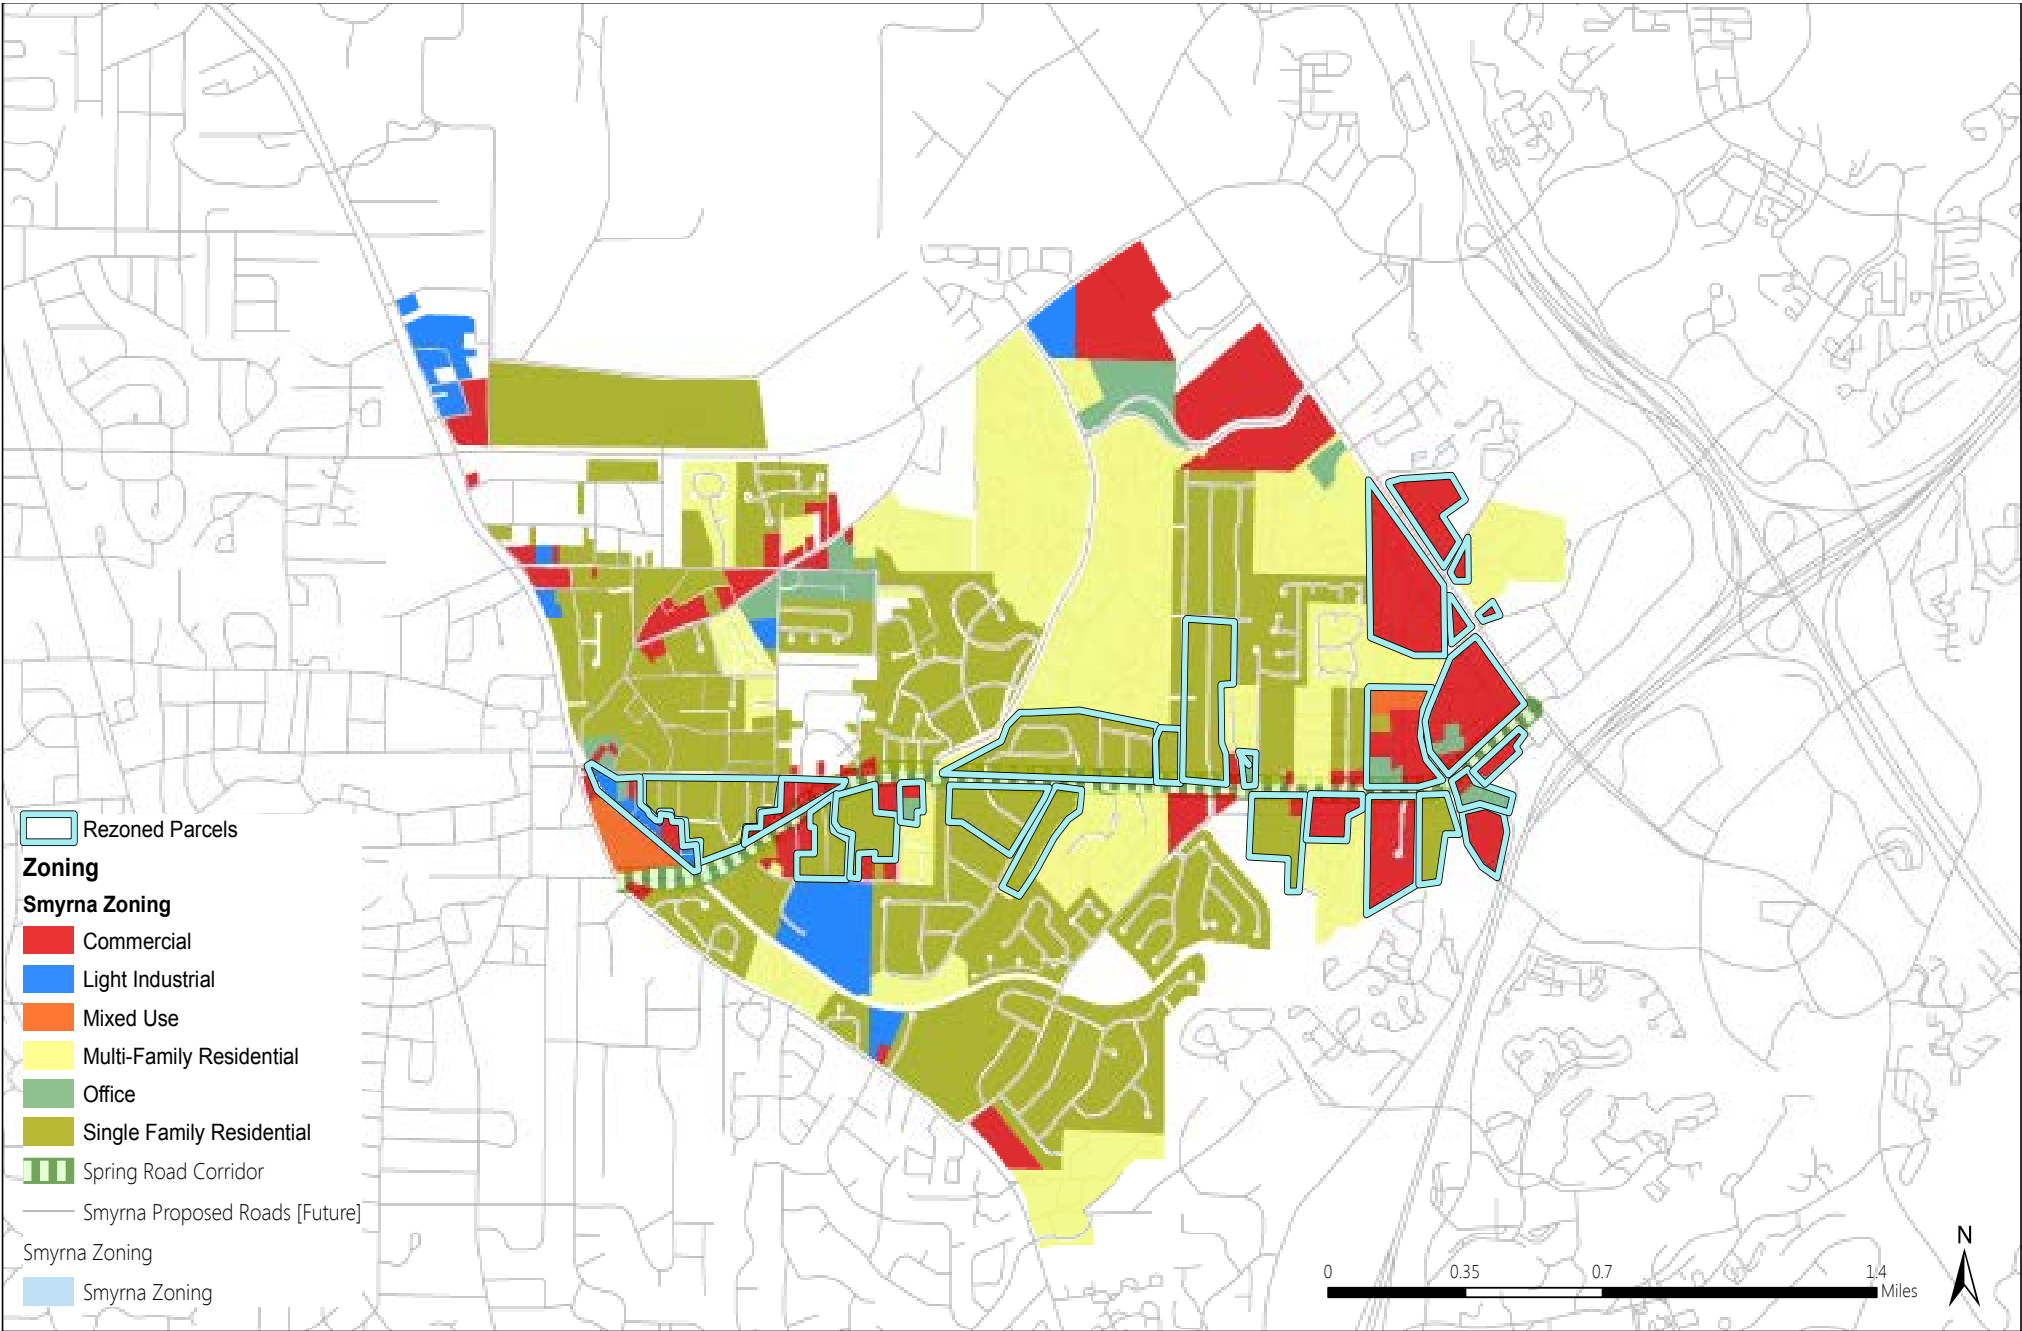 Rezoned Parcels
Zoning
Smyrna Zoning
Commercial
Light Industrial
Mixed Use
Multi-Family Residential
Office
Single Family Residential
Spring Road Corridor
Smyrna Proposed Roads [Future]
Smyrna Zoning
Smyrna Zoning
0 0.35 0.7 1.4
Miles
N